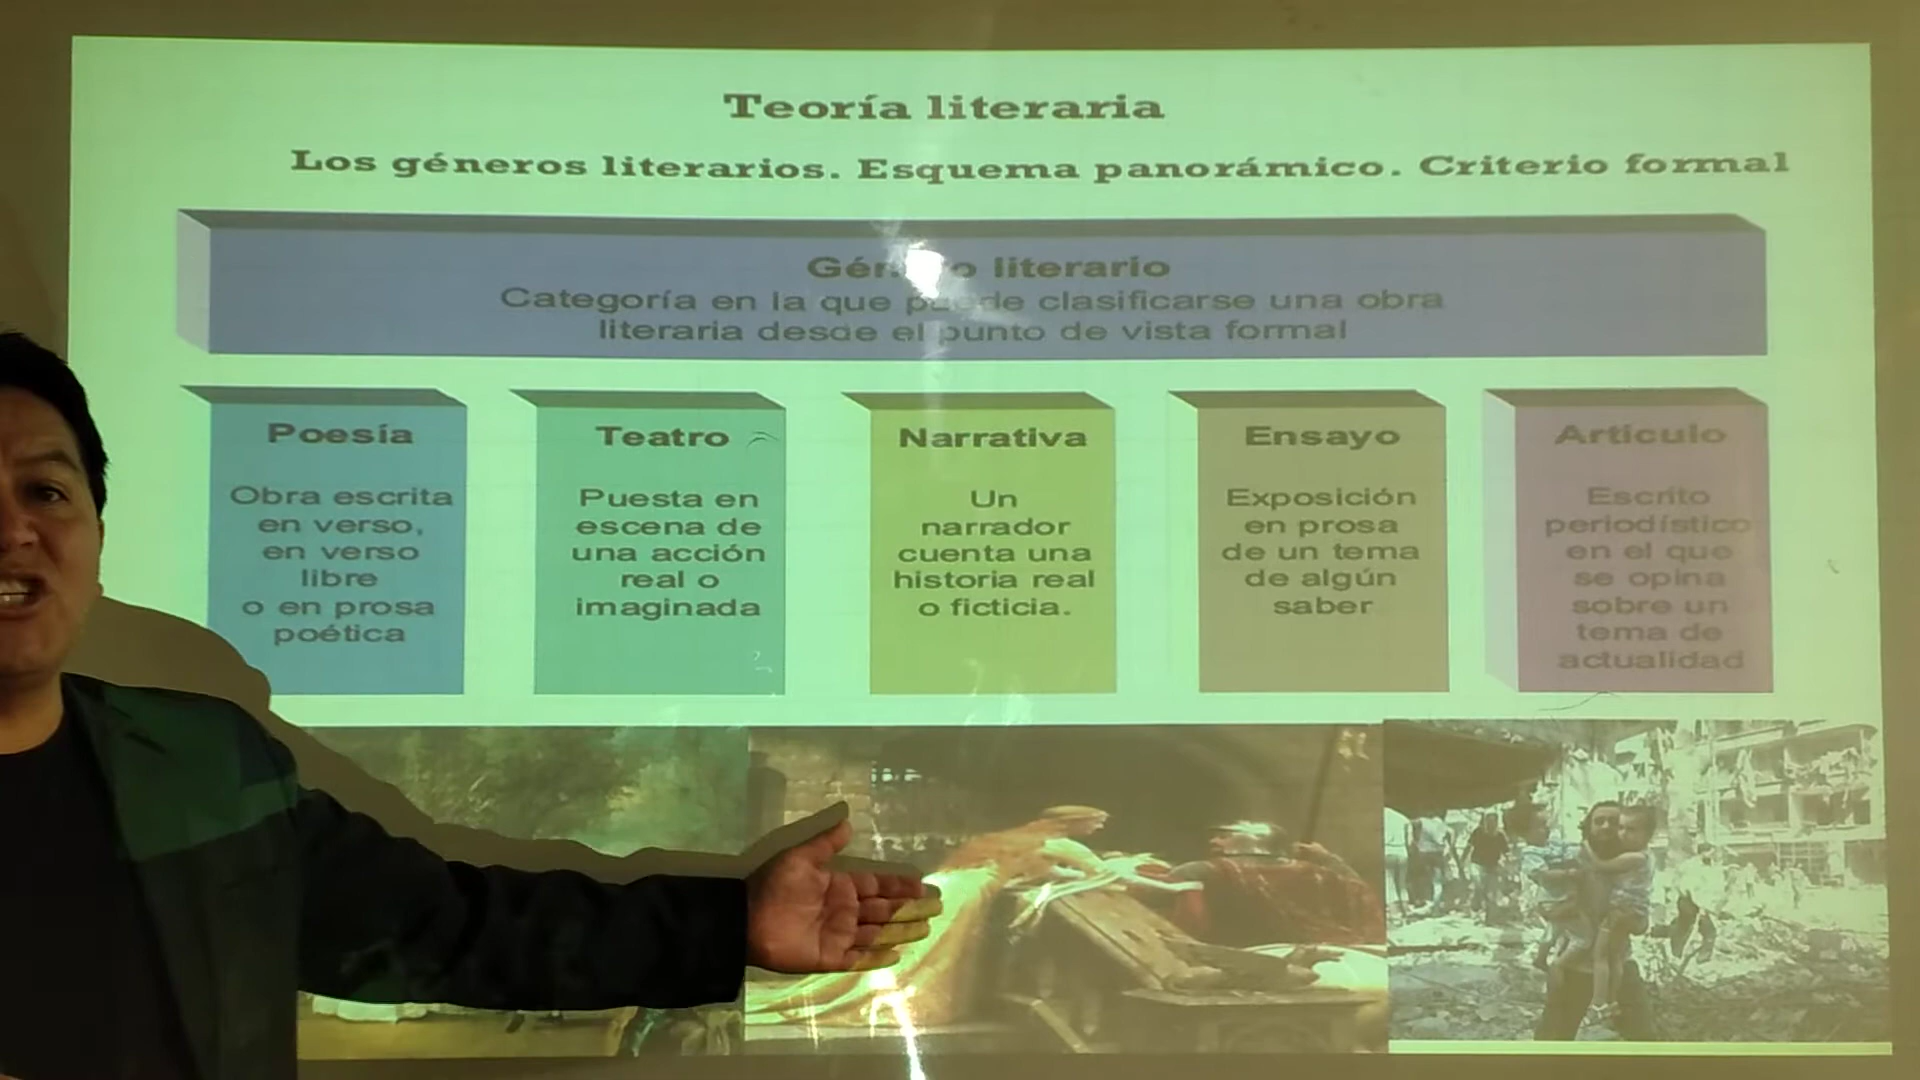 Teoría literaria
Los géneros literarios. Esquema panorámico. Criterio formal
Género literario
Categoría en la que puede clasificarse una obra
literaria desde el punto de vista formal
Poesía
Obra escrita
en verso,
en verso
libre
o en prosa
poética
Teatro
Puesta en
escena de
una acción
real o
imaginada
Narrativa
Un
narrador
cuenta una
historia real
o ficticia.
Ensayo
Exposición
en prosa
de un tema
de algún
saber
Artículo
Escrito
periodístico
en el que
se opina
sobre un
tema de
actualidad